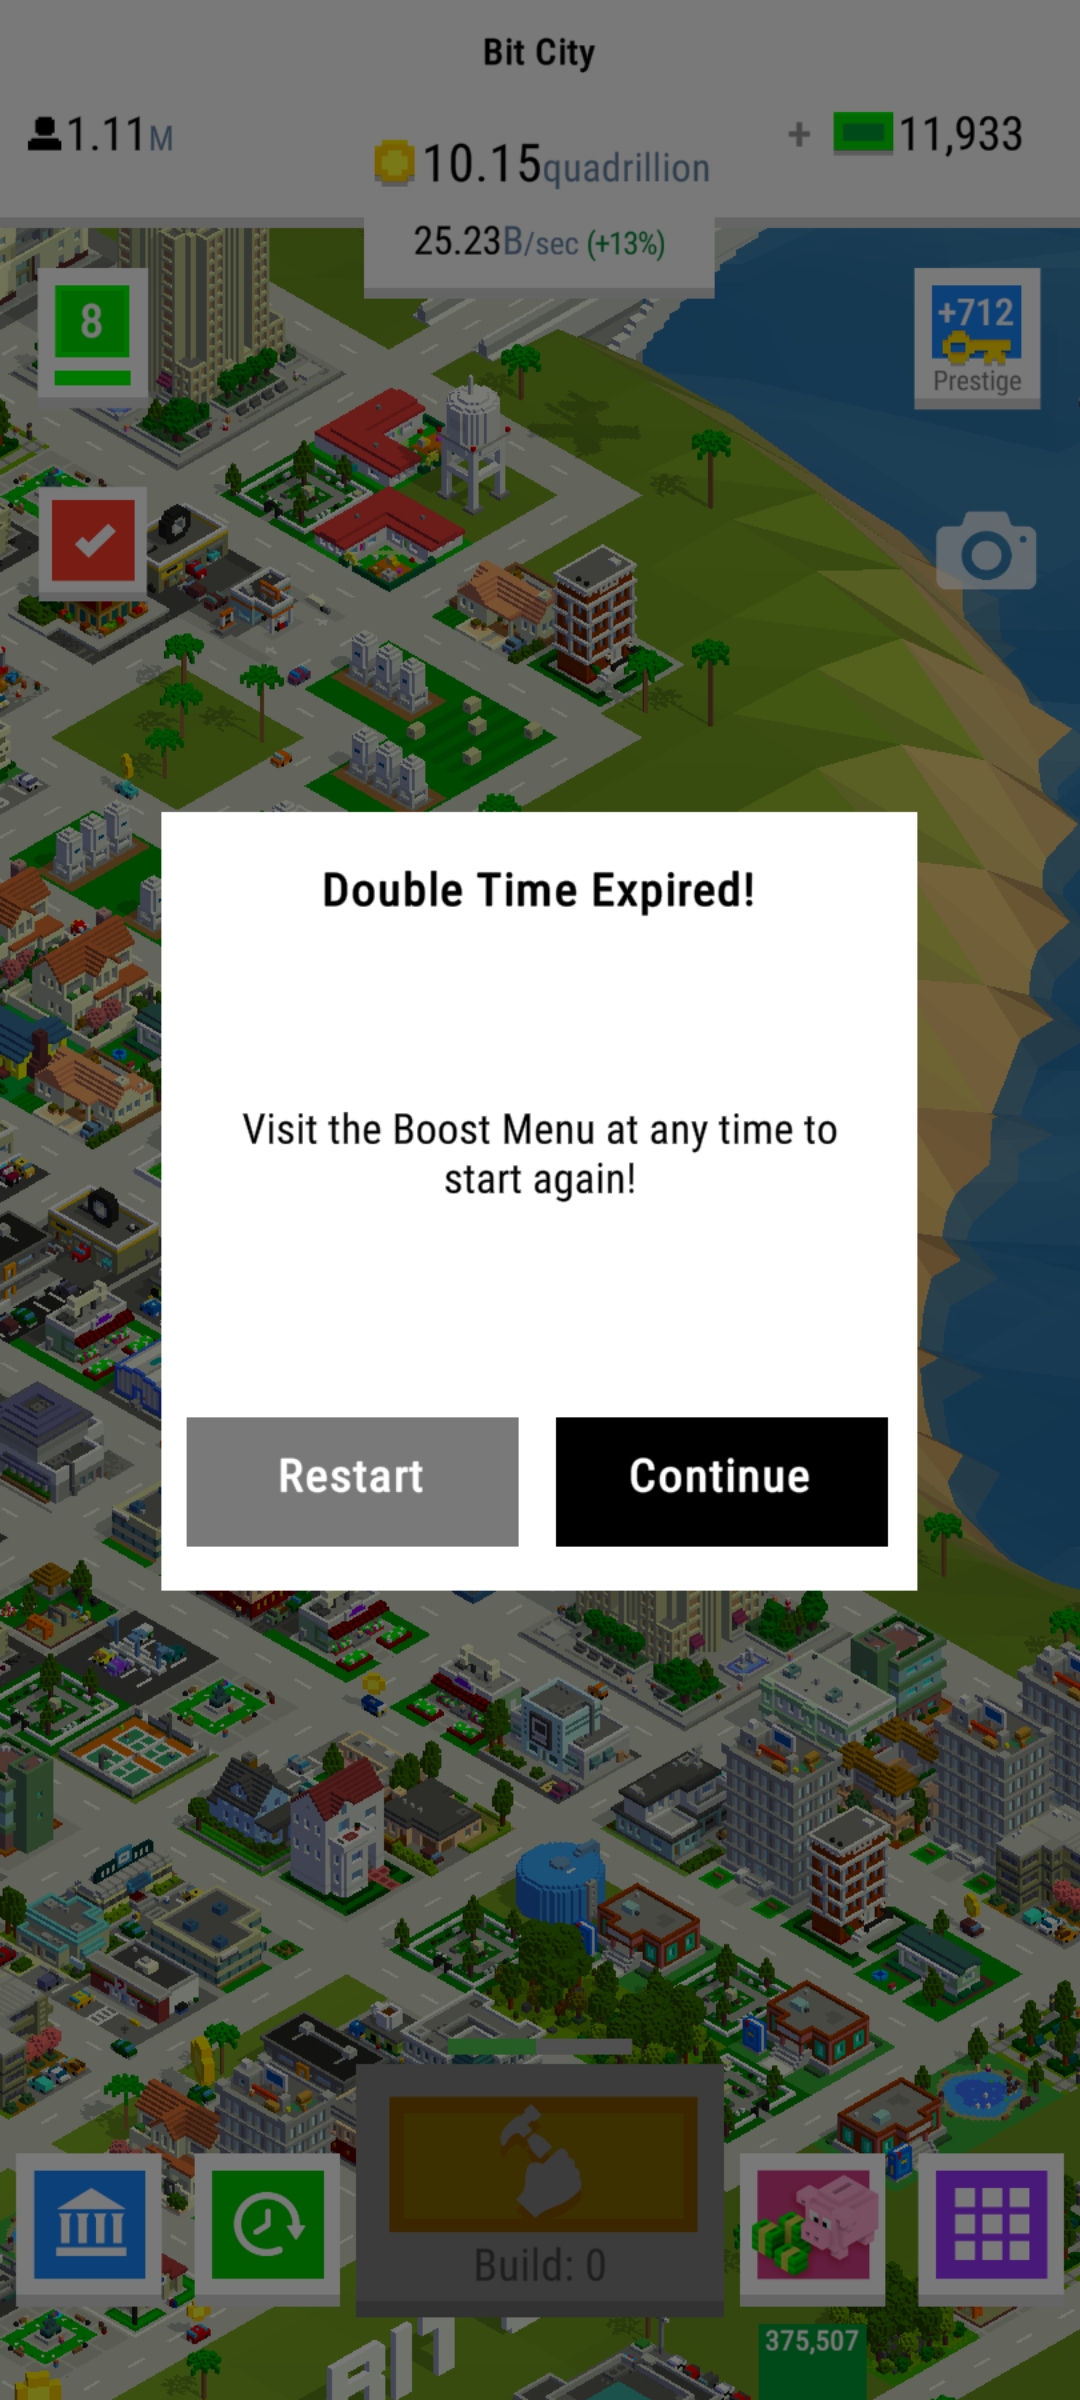 Bit City
1.11M
10.15quadrillion
+ 11,933
25.23B/sec (+13%)
8
+712
Prestige
Double Time Expired!
Visit the Boost Menu at any time to
start again!
Restart
Continue
Build: 0
375,507